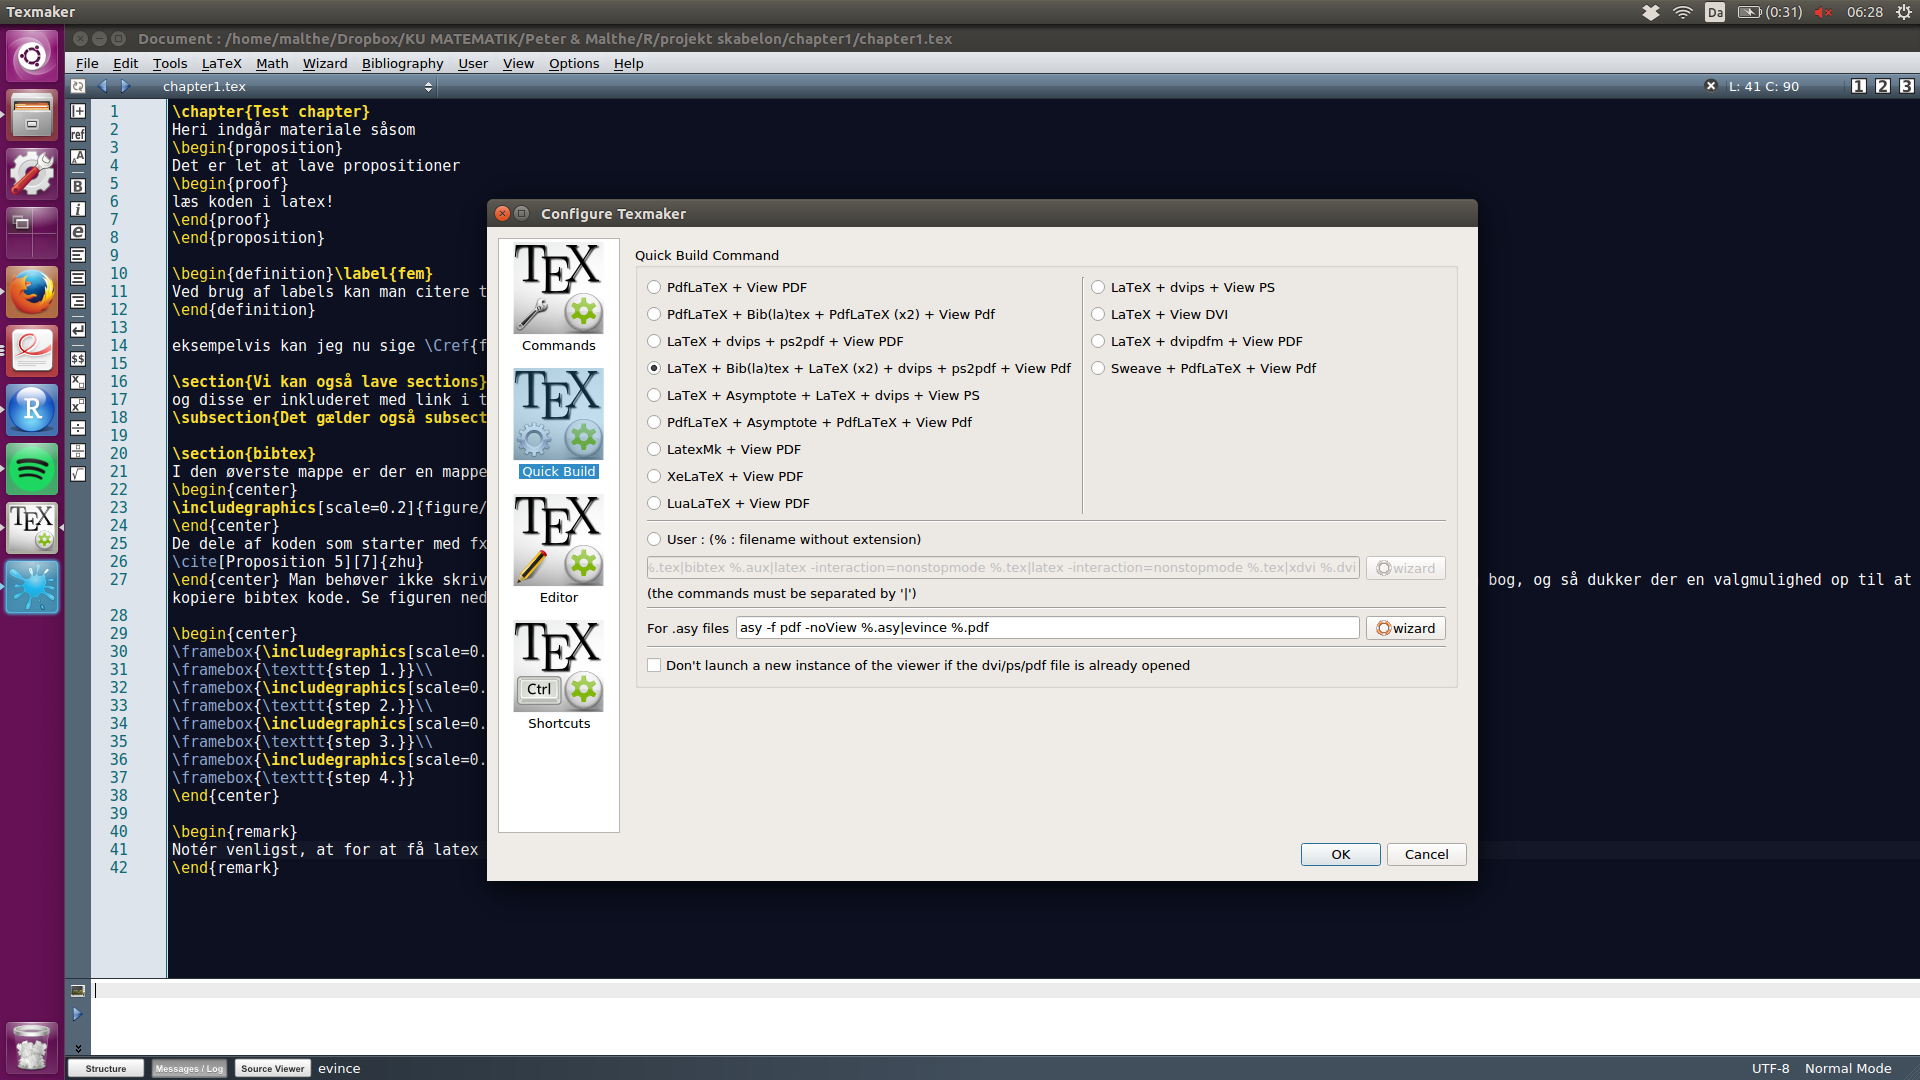 Texmaker
Da
(0:31)
06:28
Document : /home/malthe/Dropbox/KU MATEMATIK/Peter & Malthe/R/projekt skabelon/chapter1/chapter1.tex
File Edit Tools LaTeX Math Wizard Bibliography User View Options Help
chapter1.tex
L: 41 C: 90
1 2 3
1 \chapter{Test chapter}
2 Heri indgår materiale såsom
3 \begin{proposition}
4 Det er let at lave propositioner
5 \begin{proof}
6 læs koden i latex!
7 \end{proof}
8 \end{proposition}
9
10 \begin{definition}\label{fem}
11 Ved brug af labels kan man citere t
12 \end{definition}
13
14 eksempelvis kan jeg nu sige \Cref{f
15
16 \section{Vi kan også lave sections}
17 og disse er inkluderet med link i t
18 \subsection{Det gælder også subsect
19
20 \section{bibtex}
21 I den øverste mappe er der en mappe
22 \begin{center}
23 \includegraphics[scale=0.2]{figure/
24 \end{center}
25 De dele af koden som starter med fx
26 \cite[Proposition 5][7]{zhu}
27 \end{center} Man behøver ikke skriv
bog, og så dukker der en valgmulighed op til at
kopiere bibtex kode. Se figuren ned
28
29 \begin{center}
30 \framebox{\includegraphics[scale=0.
31 \framebox{\texttt{step 1.}}\\
32 \framebox{\includegraphics[scale=0.
33 \framebox{\texttt{step 2.}}\\
34 \framebox{\includegraphics[scale=0.
35 \framebox{\texttt{step 3.}}\\
36 \framebox{\includegraphics[scale=0.
37 \framebox{\texttt{step 4.}}
38 \end{center}
39
40 \begin{remark}
41 Notér venligst, at for at få latex
42 \end{remark}
Configure Texmaker
Commands
Quick Build
Editor
Ctrl
Shortcuts
Quick Build Command
PdfLaTeX + View PDF
PdfLaTeX + Bib(la)tex + PdfLaTeX (x2) + View Pdf
LaTeX + dvips + ps2pdf + View PDF
LaTeX + Bib(la)tex + LaTeX (x2) + dvips + ps2pdf + View Pdf
LaTeX + Asymptote + LaTeX + dvips + View PS
PdfLaTeX + Asymptote + PdfLaTeX + View Pdf
LatexMk + View PDF
XeLaTeX + View PDF
LuaLaTeX + View PDF
LaTeX + dvips + View PS
LaTeX + View DVI
LaTeX + dvipdfm + View PDF
Sweave + PdfLaTeX + View Pdf
User : (% : filename without extension)
%.tex|bibtex %.aux|latex -interaction=nonstopmode %.tex|latex -interaction=nonstopmode %.tex|xdvi %.dvi
wizard
(the commands must be separated by '|')
For .asy files
asy -f pdf -noView %.asy|evince %.pdf
wizard
Don't launch a new instance of the viewer if the dvi/ps/pdf file is already opened
OK
Cancel
Structure
Messages / Log
Source Viewer
evince
UTF-8
Normal Mode